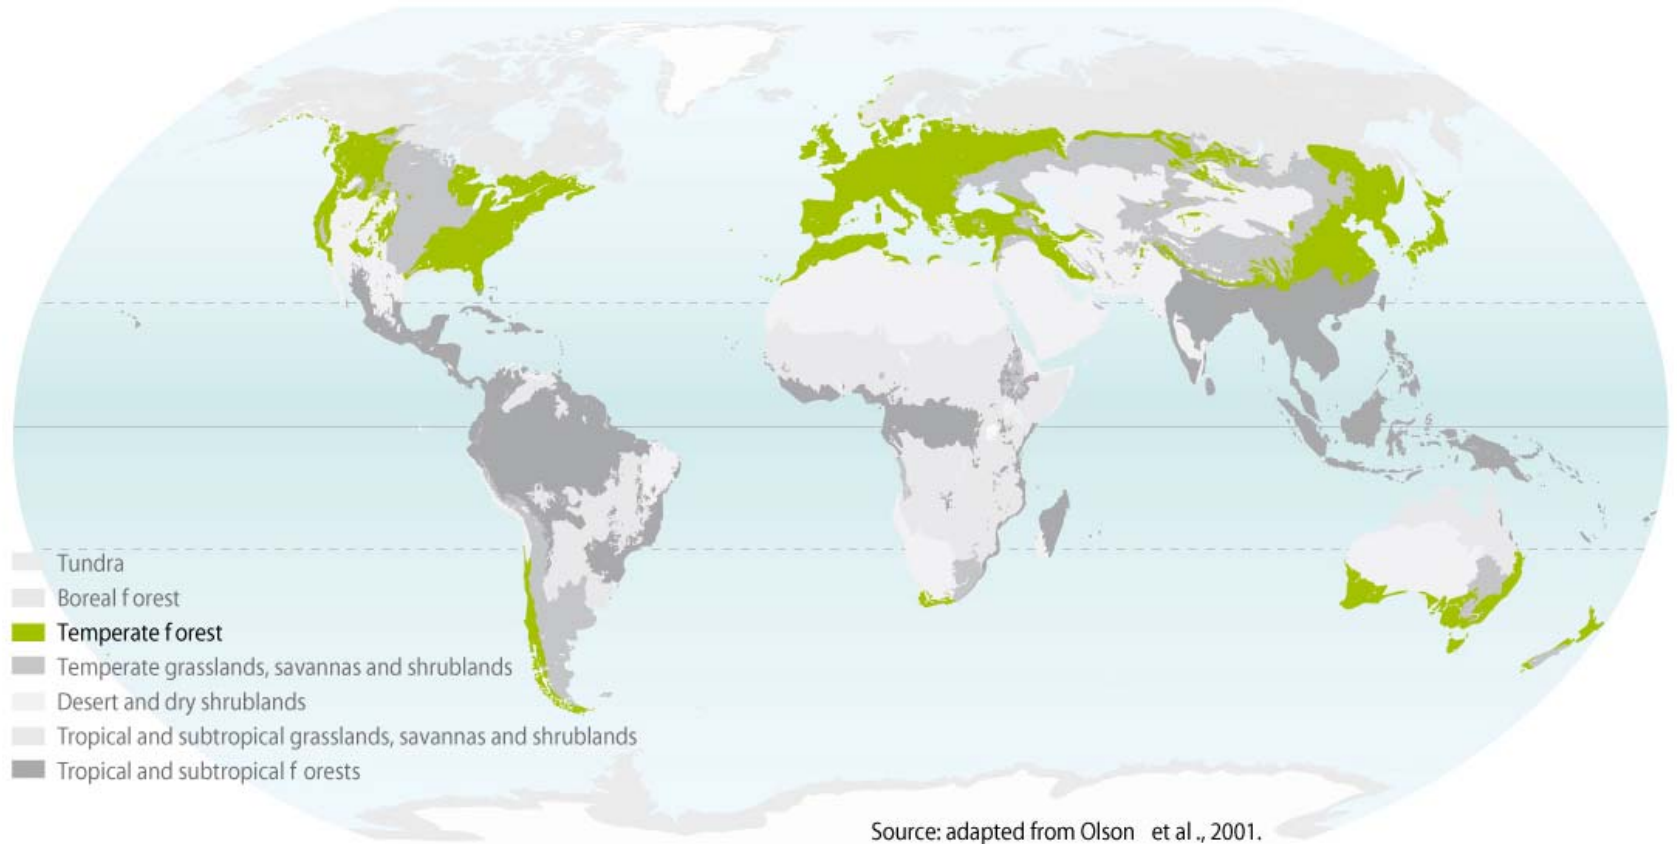 Tundra
Boreal f orest
Temperate f orest
Temperate grasslands, savannas and shrublands
Desert and dry shrublands
Tropical and subtropical grasslands, savannas and shrublands
Tropical and subtropical f orests
Source: adapted from Olson et al ., 2001.